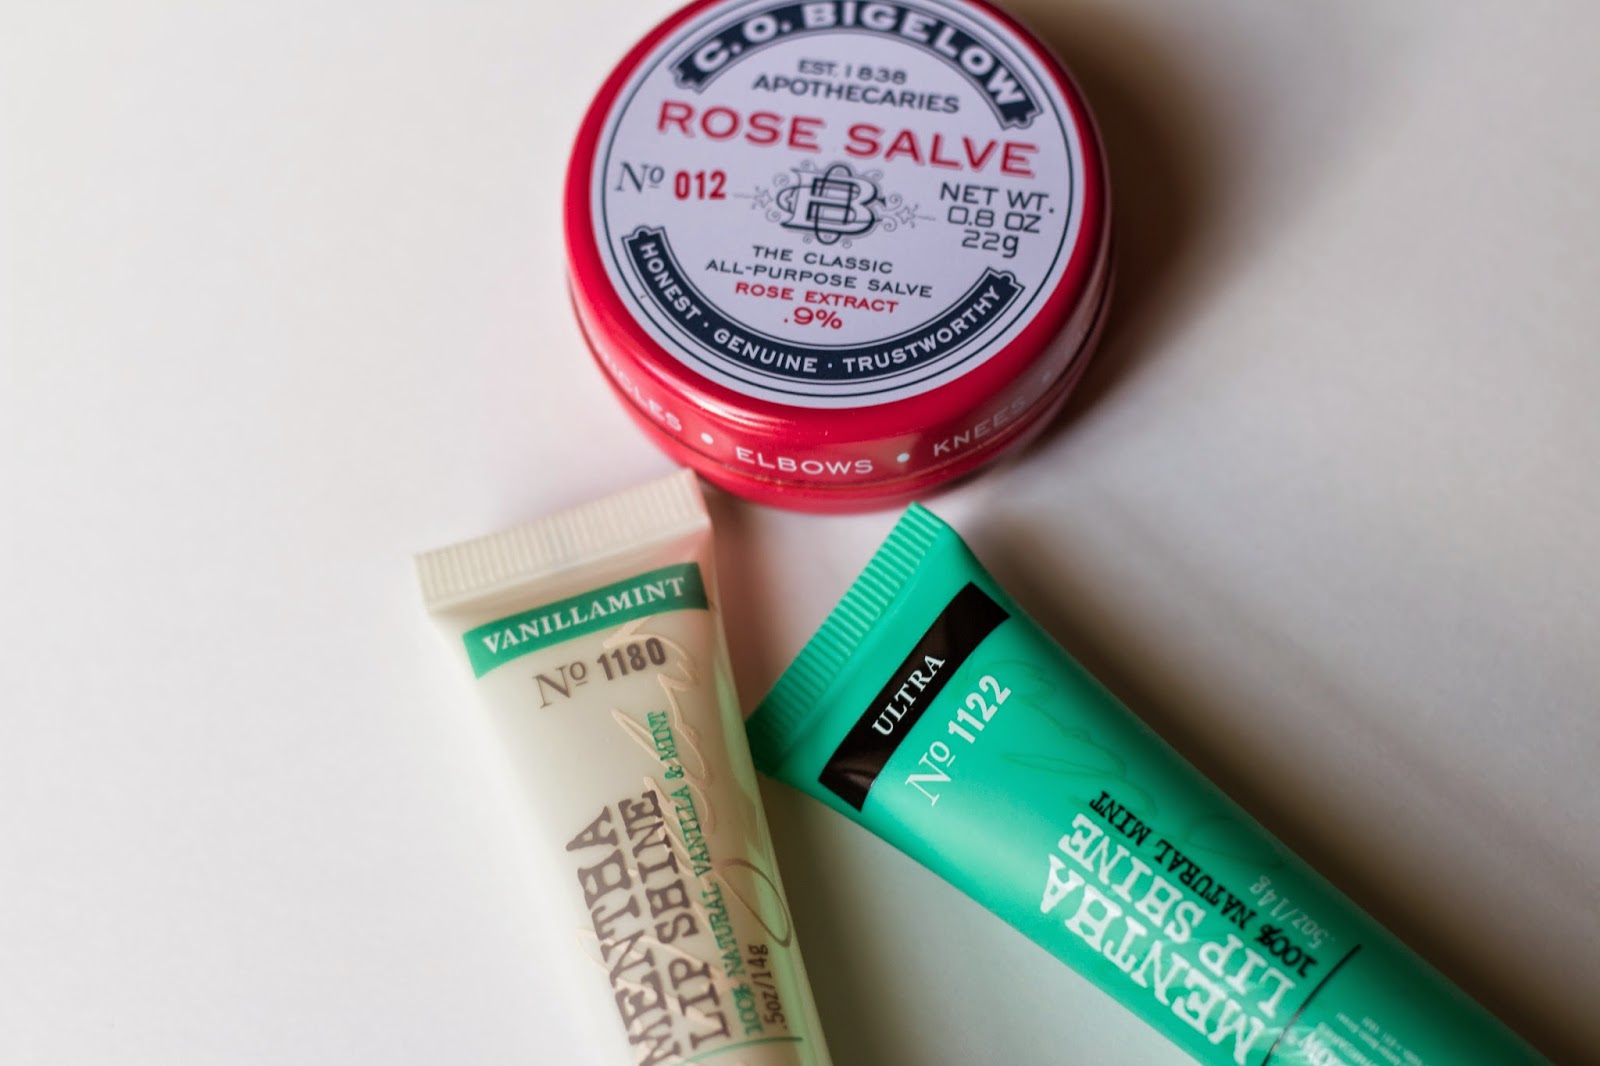 C. O. BIGELOW
EST. 1838
APOTHECARIES
ROSE SALVE
Nº 012
NET WT.
0.8 OZ
22g
THE CLASSIC
ALL-PURPOSE SALVE
ROSE EXTRACT
.9%
HONEST · GENUINE · TRUSTWORTHY
• ELBOWS • KNEES
VANILLAMINT
Nº 1180
MENTHA
LIP SHINE
100% NATURAL VANILLA & MINT
.5oz/14g
ULTRA
Nº 1122
MENTHA
LIP SHINE
100% NATURAL MINT
.5oz/14g